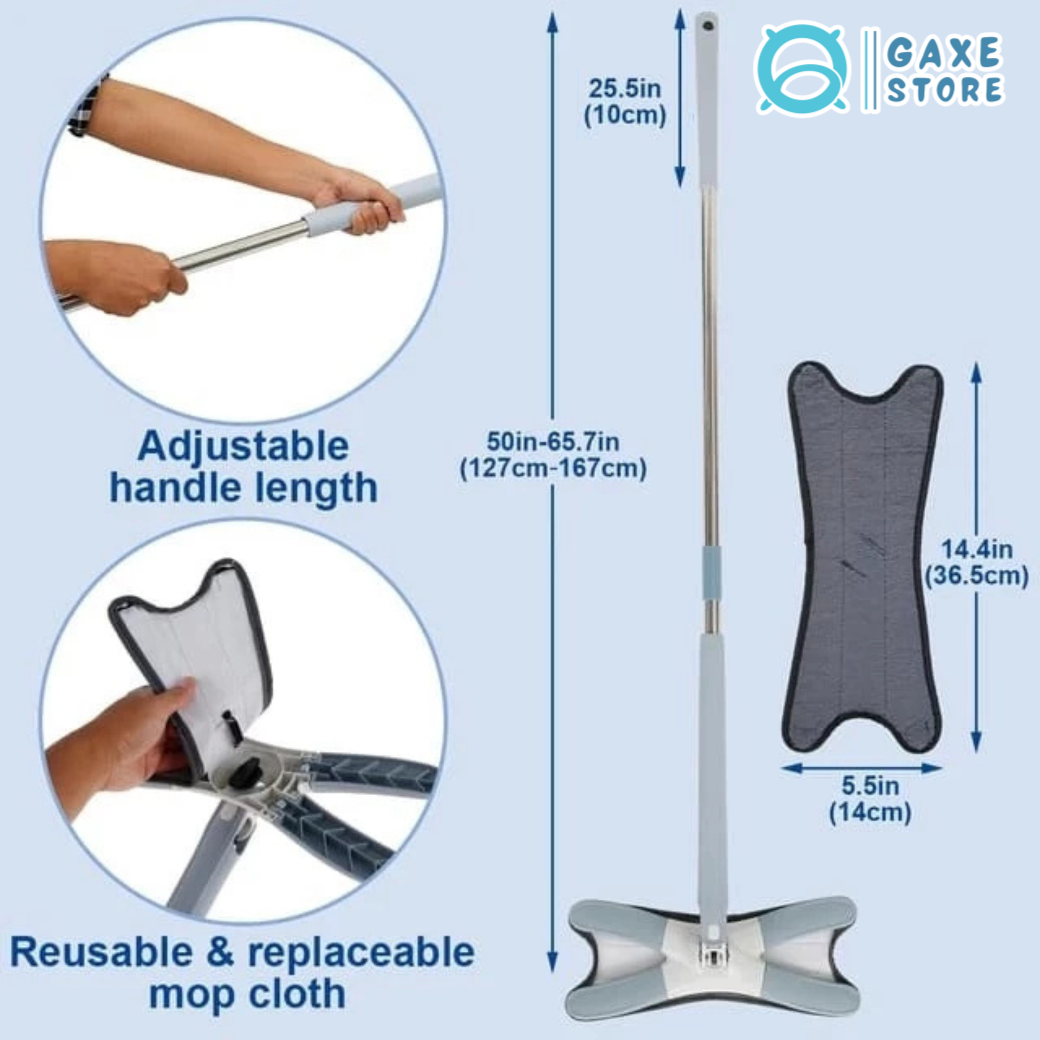 GAXE
STORE
25.5in
(10cm)
Adjustable
handle length
50in-65.7in
(127cm-167cm)
14.4in
(36.5cm)
5.5in
(14cm)
Reusable & replaceable
mop cloth